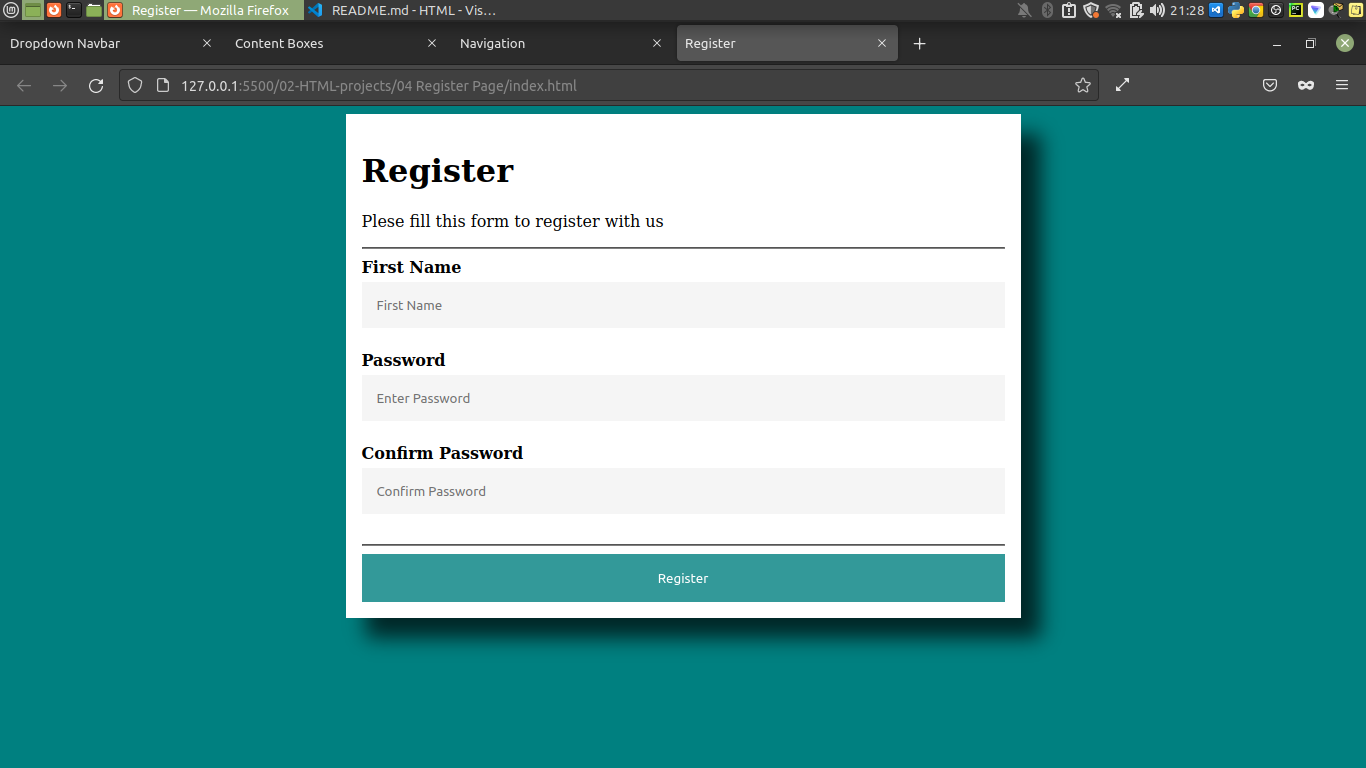 Register — Mozilla Firefox
README.md - HTML - Vis...
21:28
Dropdown Navbar
Content Boxes
Navigation
Register
127.0.0.1:5500/02-HTML-projects/04 Register Page/index.html
Register
Plese fill this form to register with us
First Name
First Name
Password
Enter Password
Confirm Password
Confirm Password
Register